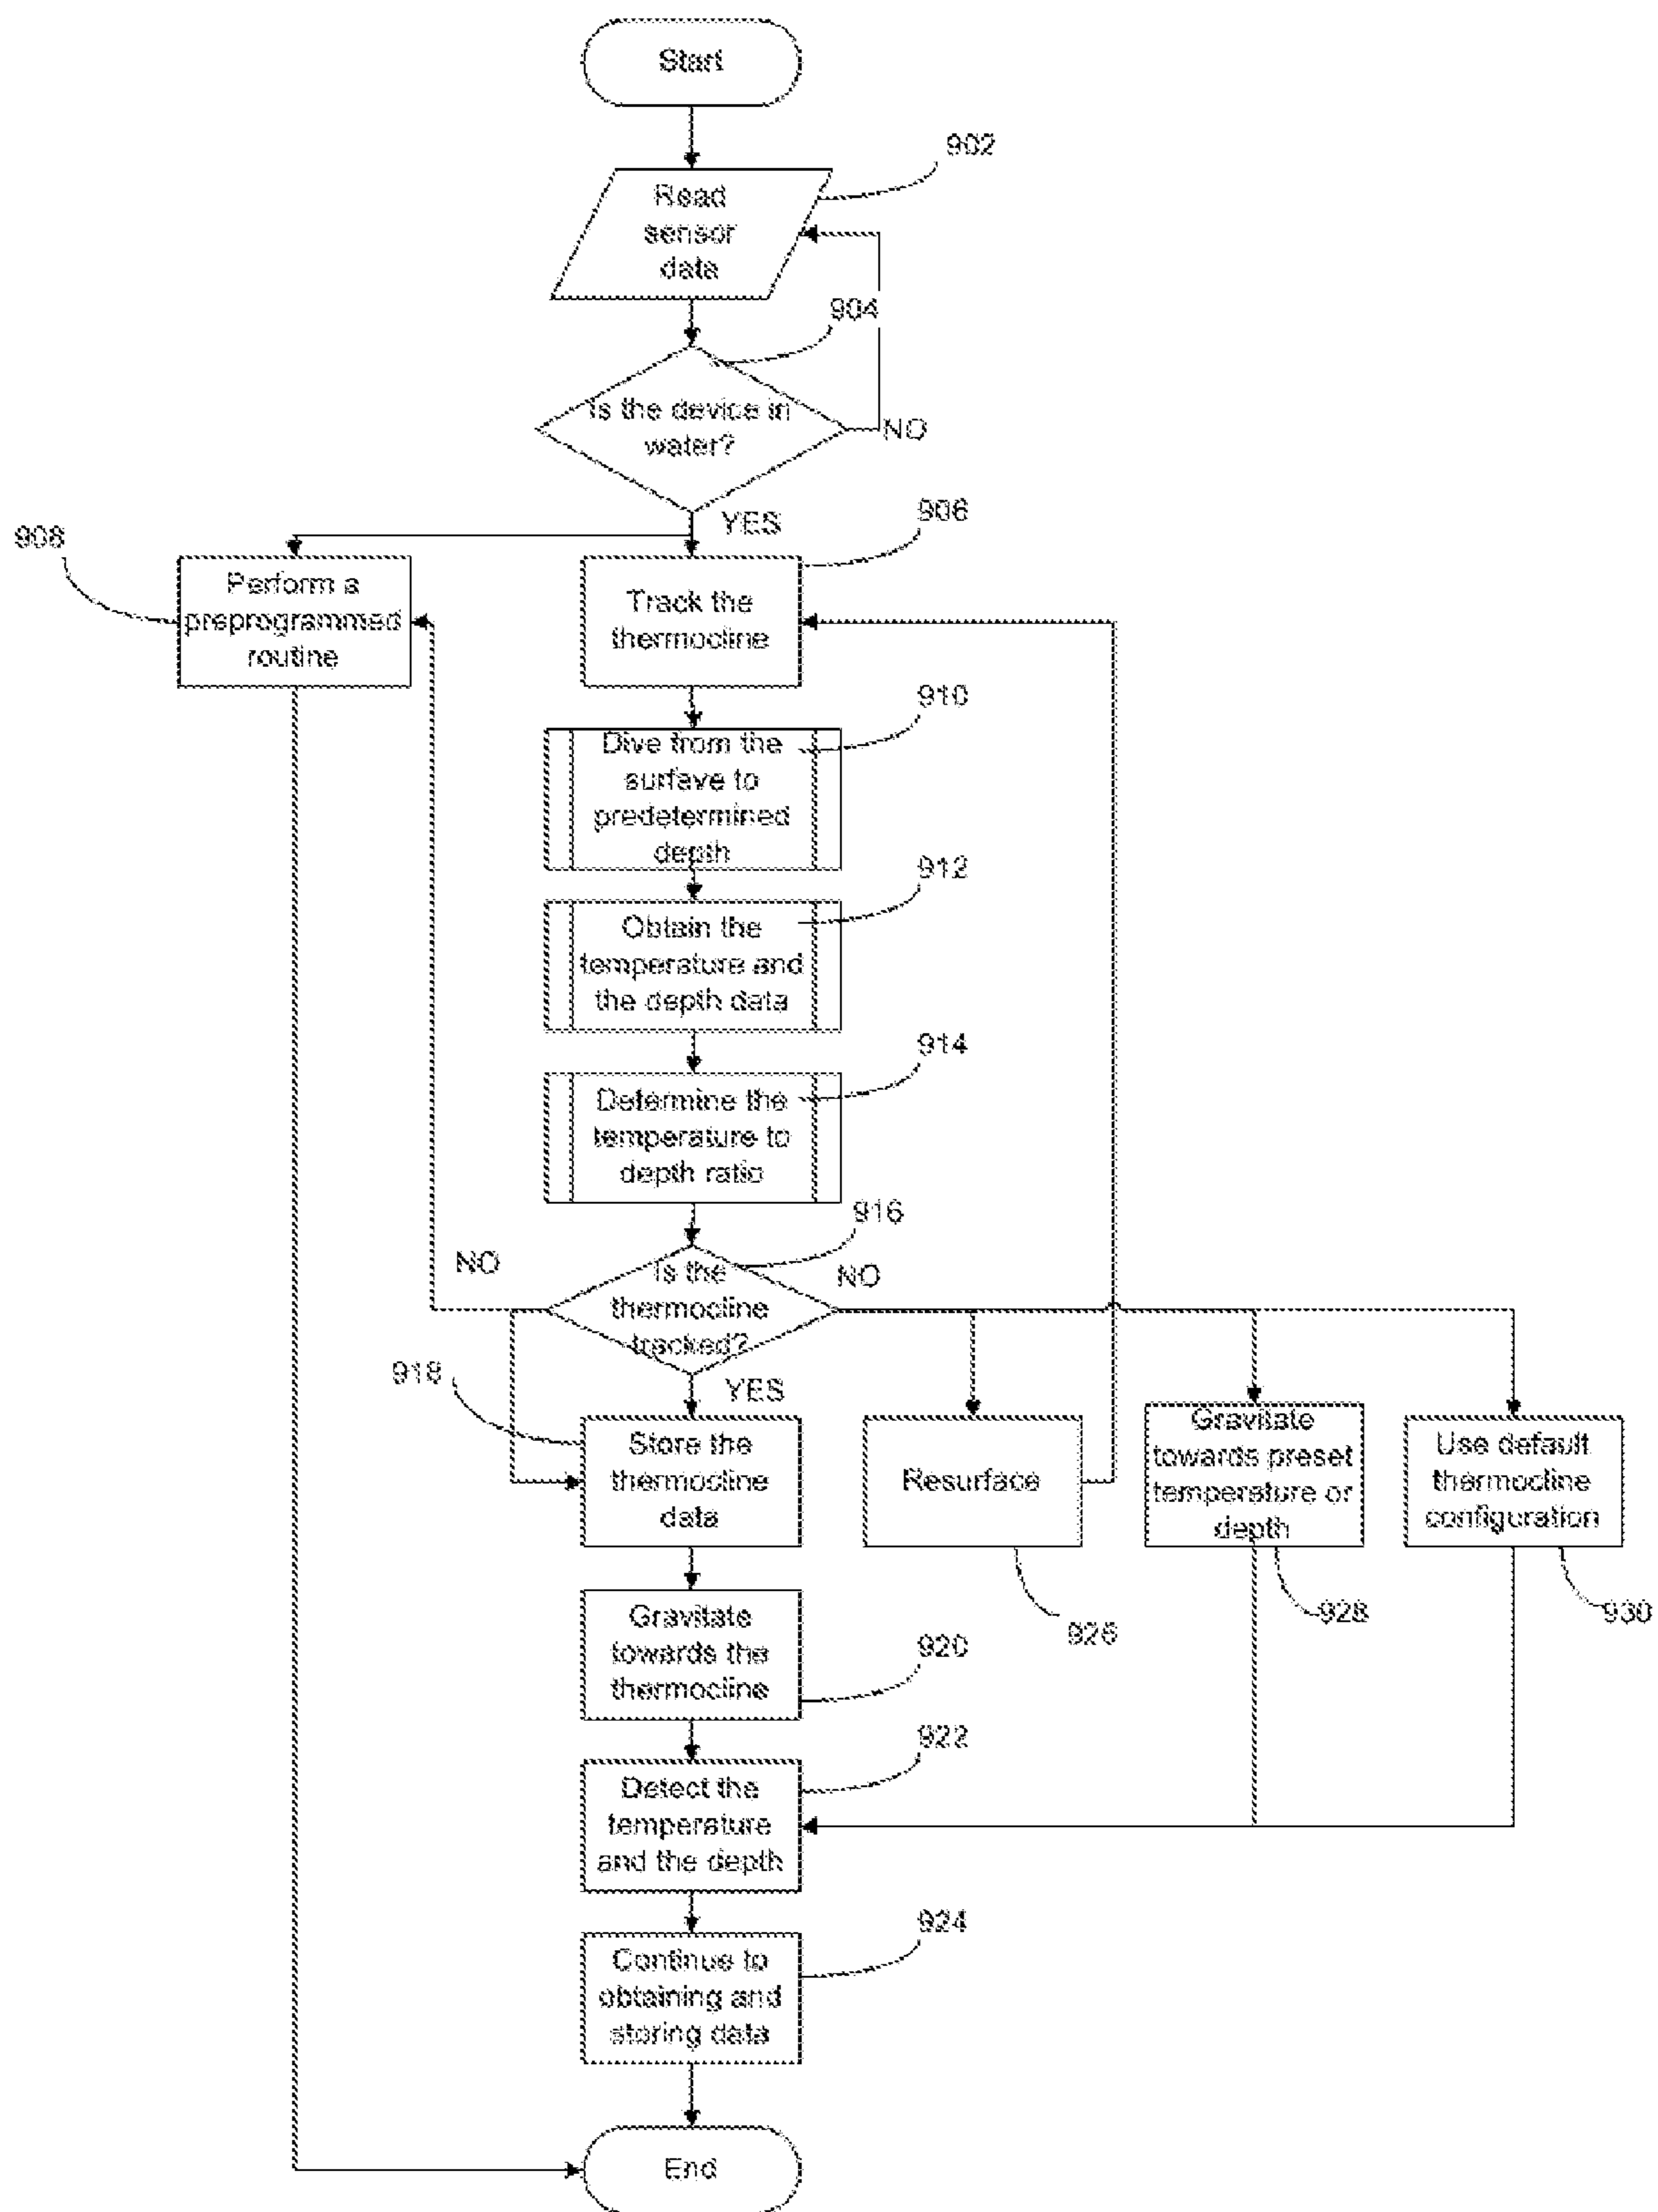 Start
902
Read
sensor
data
904
Is the device in
water?
NO
YES
906
908
Perform a
preprogrammed
routine
Track the
thermocline
910
Dive from the
surfave to
predetermined
depth
912
Obtain the
temperature and
the depth data
914
Determine the
temperature to
depth ratio
916
NO
NO
Is the
thermocline
tracked?
918
YES
Store the
thermocline
data
Resurface
Gravitate
towards preset
temperature or
depth
Use default
thermocline
configuration
926
928
930
Gravitate
towards the
thermocline
920
922
Detect the
temperature
and the depth
924
Continue to
obtaining and
storing data
End